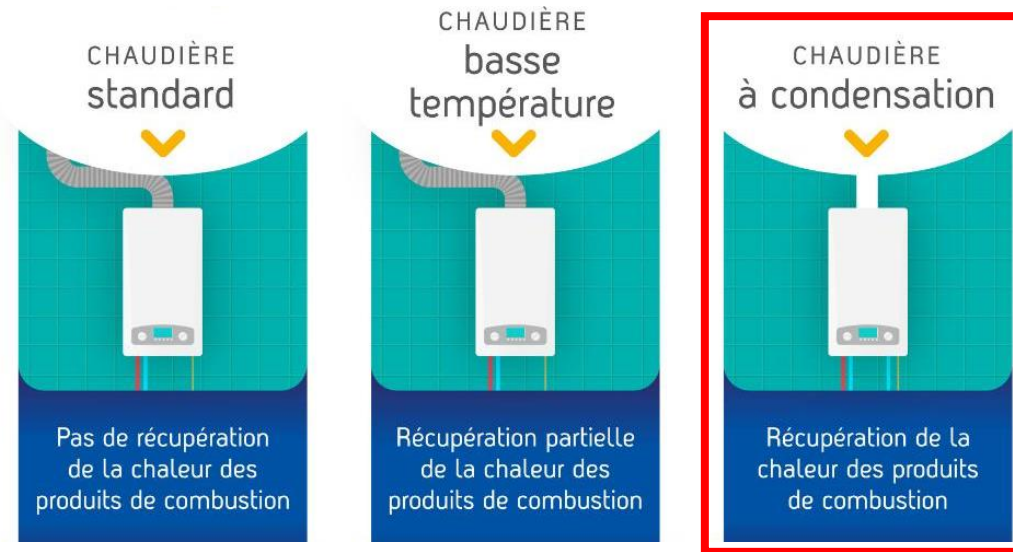 CHAUDIÈRE
standard
Pas de récupération
de la chaleur des
produits de combustion
CHAUDIÈRE
basse
température
Récupération partielle
de la chaleur des
produits de combustion
CHAUDIÈRE
à condensation
Récupération de la
chaleur des produits
de combustion